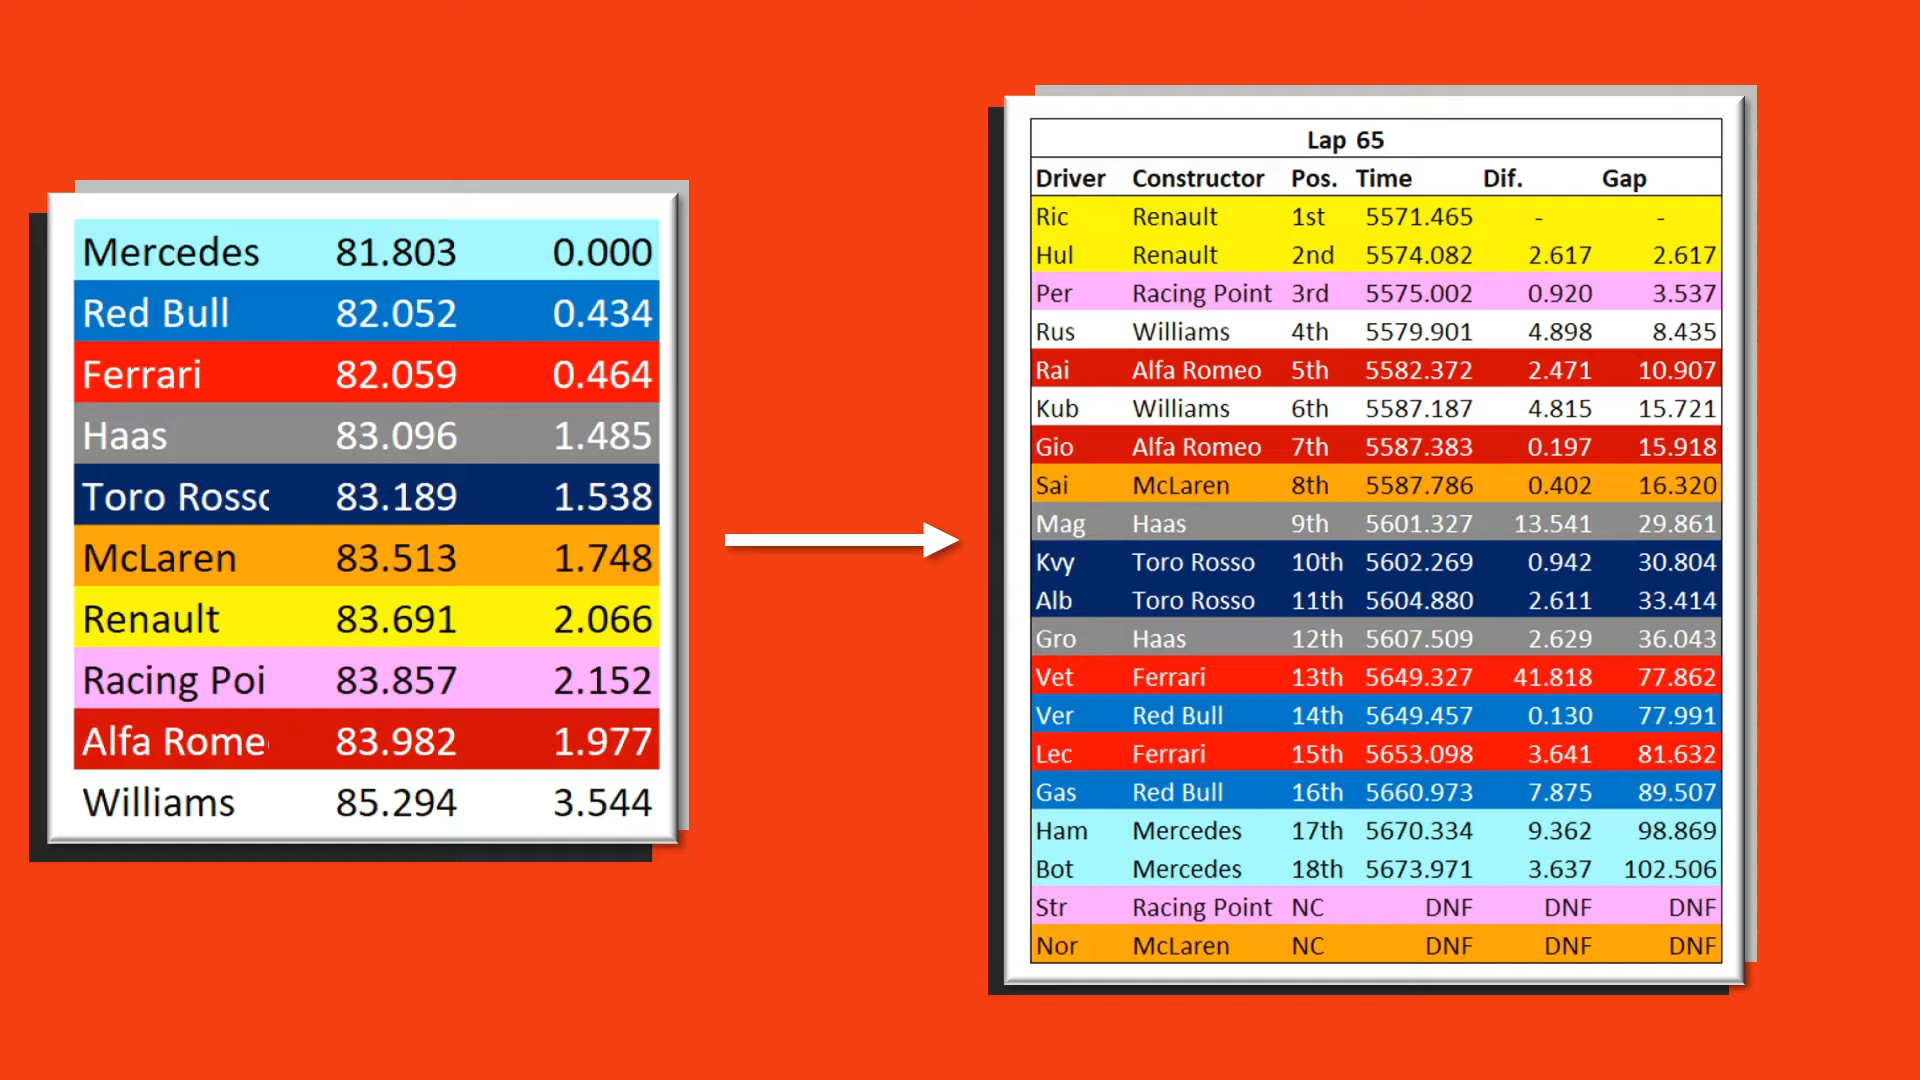 Mercedes 81.803 0.000
Red Bull 82.052 0.434
Ferrari 82.059 0.464
Haas 83.096 1.485
Toro Rosso 83.189 1.538
McLaren 83.513 1.748
Renault 83.691 2.066
Racing Poi 83.857 2.152
Alfa Rome 83.982 1.977
Williams 85.294 3.544
Lap 65
Driver Constructor Pos. Time Dif. Gap
Ric Renault 1st 5571.465 - -
Hul Renault 2nd 5574.082 2.617 2.617
Per Racing Point 3rd 5575.002 0.920 3.537
Rus Williams 4th 5579.901 4.898 8.435
Rai Alfa Romeo 5th 5582.372 2.471 10.907
Kub Williams 6th 5587.187 4.815 15.721
Gio Alfa Romeo 7th 5587.383 0.197 15.918
Sai McLaren 8th 5587.786 0.402 16.320
Mag Haas 9th 5601.327 13.541 29.861
Kvy Toro Rosso 10th 5602.269 0.942 30.804
Alb Toro Rosso 11th 5604.880 2.611 33.414
Gro Haas 12th 5607.509 2.629 36.043
Vet Ferrari 13th 5649.327 41.818 77.862
Ver Red Bull 14th 5649.457 0.130 77.991
Lec Ferrari 15th 5653.098 3.641 81.632
Gas Red Bull 16th 5660.973 7.875 89.507
Ham Mercedes 17th 5670.334 9.362 98.869
Bot Mercedes 18th 5673.971 3.637 102.506
Str Racing Point NC DNF DNF DNF
Nor McLaren NC DNF DNF DNF